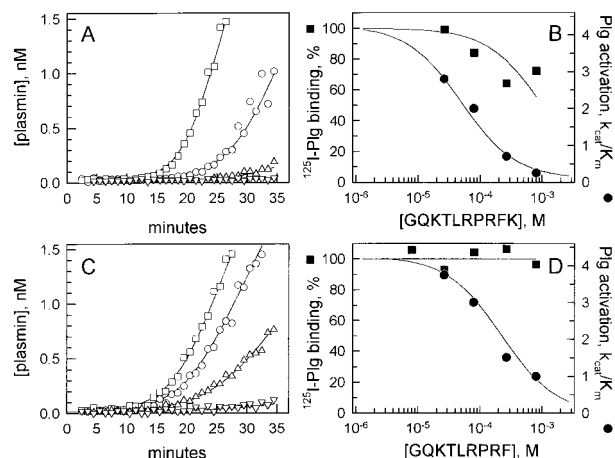 A
[plasmin], nM
1.5
1.0
0.5
0.0
0 5 10 15 20 25 30 35
minutes
B
■ ¹²⁵I-Plg binding, %
100
80
60
40
20
0
Plg activation, kcat/Km ●
4
3
2
1
0
10⁻⁶ 10⁻⁵ 10⁻⁴ 10⁻³
[GQKTLRPRFK], M
C
[plasmin], nM
1.5
1.0
0.5
0.0
0 5 10 15 20 25 30 35
minutes
D
■ ¹²⁵I-Plg binding, %
100
80
60
40
20
0
Plg activation, kcat/Km ●
4
3
2
1
0
10⁻⁶ 10⁻⁵ 10⁻⁴ 10⁻³
[GQKTLRPRF], M